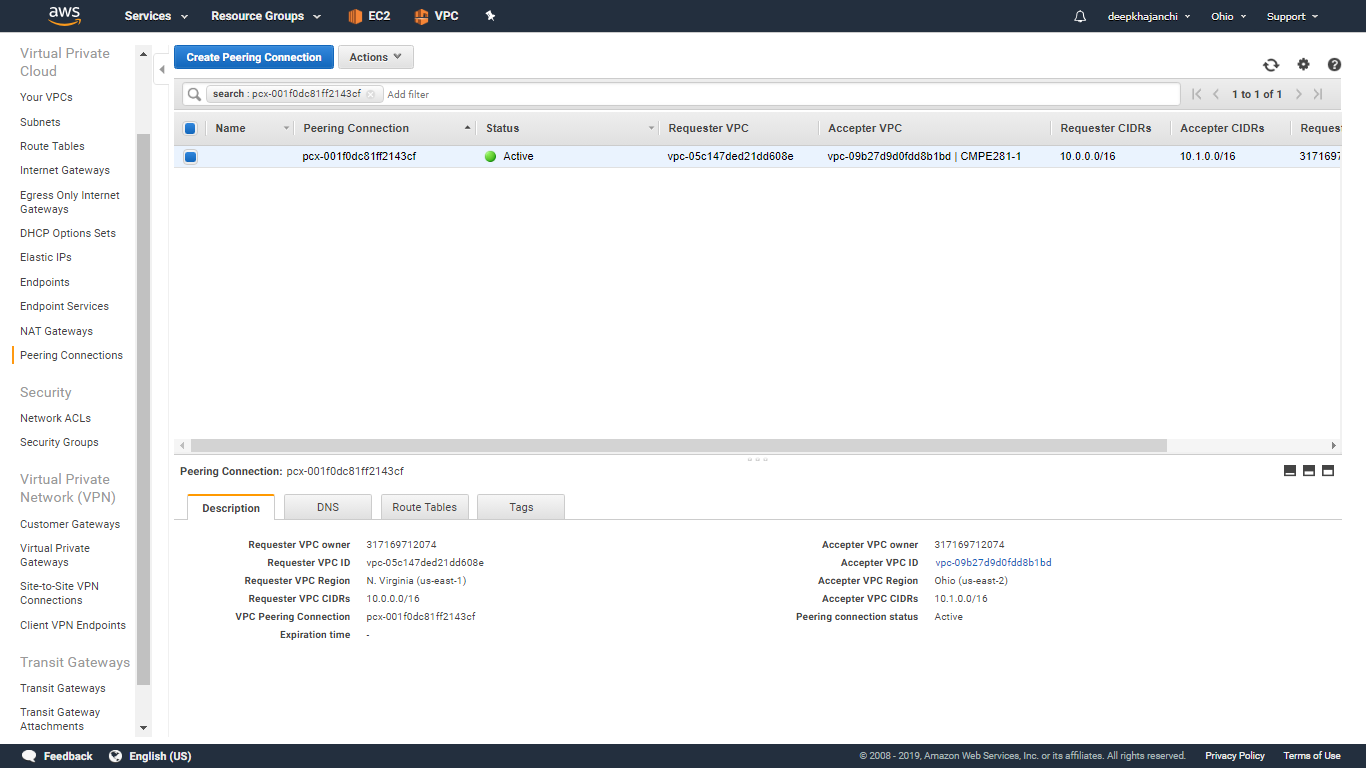 aws Services Resource Groups EC2 VPC deepkhajanchi Ohio Support
Virtual Private
Cloud
Your VPCs
Subnets
Route Tables
Internet Gateways
Egress Only Internet
Gateways
DHCP Options Sets
Elastic IPs
Endpoints
Endpoint Services
NAT Gateways
Peering Connections
Security
Network ACLs
Security Groups
Virtual Private
Network (VPN)
Customer Gateways
Virtual Private
Gateways
Site-to-Site VPN
Connections
Client VPN Endpoints
Transit Gateways
Transit Gateways
Transit Gateway
Attachments
Create Peering Connection Actions
search : pcx-001f0dc81ff2143cf Add filter 1 to 1 of 1
Name Peering Connection Status Requester VPC Accepter VPC Requester CIDRs Accepter CIDRs Request
pcx-001f0dc81ff2143cf Active vpc-05c147ded21dd608e vpc-09b27d9d0fdd8b1bd | CMPE281-1 10.0.0.0/16 10.1.0.0/16 3171697
Peering Connection: pcx-001f0dc81ff2143cf
Description DNS Route Tables Tags
Requester VPC owner 317169712074 Accepter VPC owner 317169712074
Requester VPC ID vpc-05c147ded21dd608e Accepter VPC ID vpc-09b27d9d0fdd8b1bd
Requester VPC Region N. Virginia (us-east-1) Accepter VPC Region Ohio (us-east-2)
Requester VPC CIDRs 10.0.0.0/16 Accepter VPC CIDRs 10.1.0.0/16
VPC Peering Connection pcx-001f0dc81ff2143cf Peering connection status Active
Expiration time -
Feedback English (US) © 2008 - 2019, Amazon Web Services, Inc. or its affiliates. All rights reserved. Privacy Policy Terms of Use